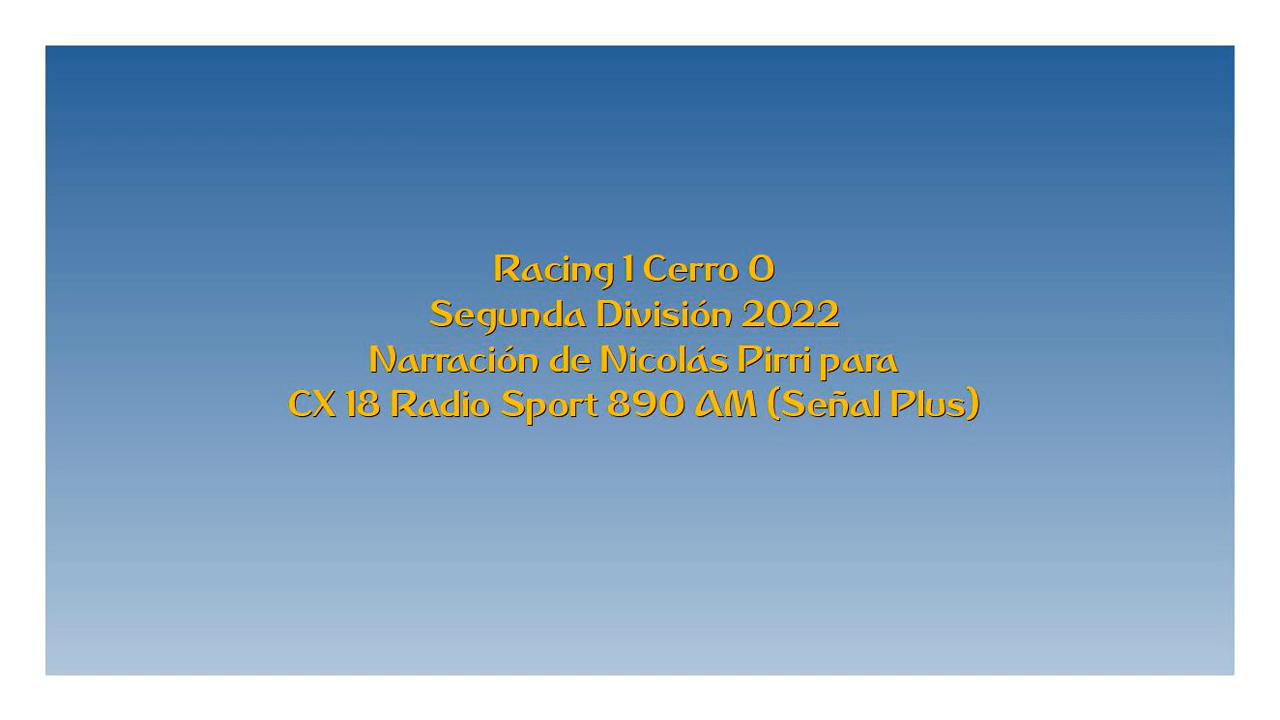 Racing 1 Cerro 0
Segunda División 2022
Narración de Nicolás Pirri para
CX 18 Radio Sport 890 AM (Señal Plus)